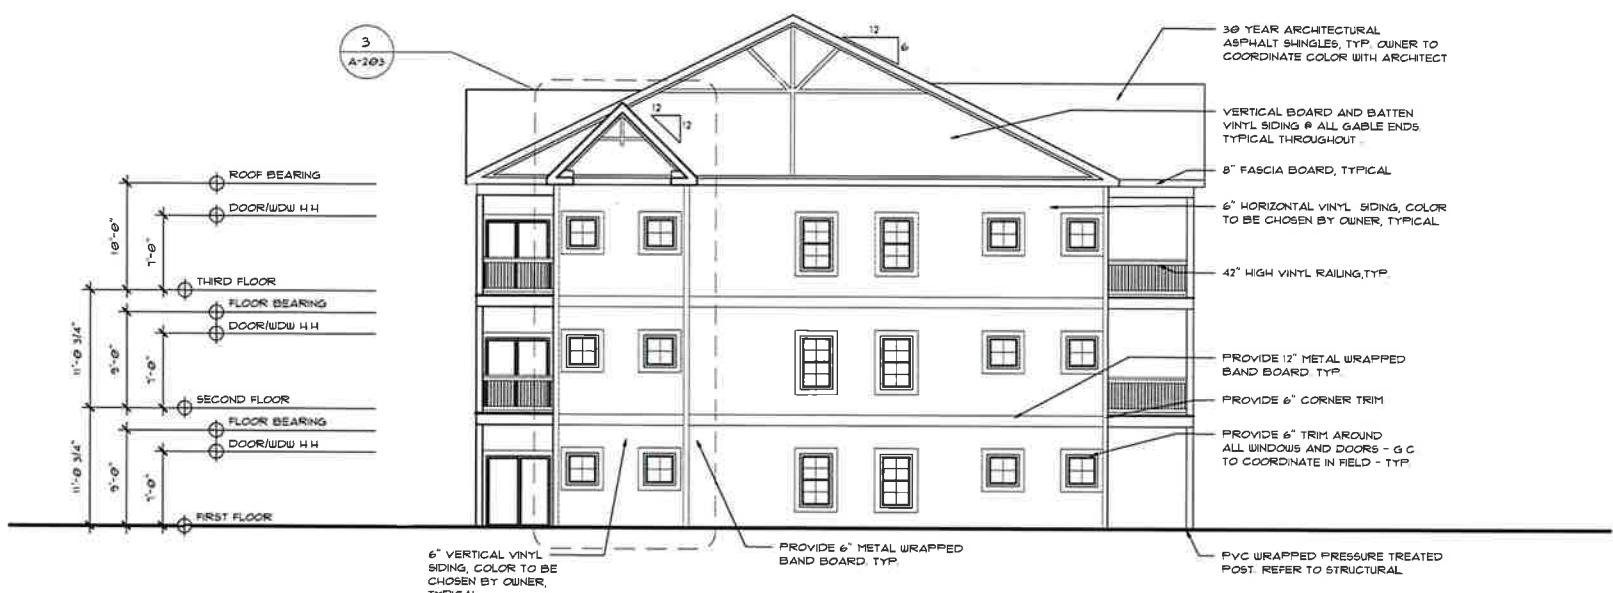 3
A-203
12
6
12
12
30 YEAR ARCHITECTURAL
ASPHALT SHINGLES, TYP. OWNER TO
COORDINATE COLOR WITH ARCHITECT
VERTICAL BOARD AND BATTEN
VINYL SIDING @ ALL GABLE ENDS.
TYPICAL THROUGHOUT
8" FASCIA BOARD, TYPICAL
6" HORIZONTAL VINYL SIDING, COLOR
TO BE CHOSEN BY OWNER, TYPICAL
42" HIGH VINYL RAILING,TYP.
PROVIDE 12" METAL WRAPPED
BAND BOARD. TYP.
PROVIDE 6" CORNER TRIM
PROVIDE 6" TRIM AROUND
ALL WINDOWS AND DOORS - G C
TO COORDINATE IN FIELD - TYP.
PVC WRAPPED PRESSURE TREATED
POST. REFER TO STRUCTURAL
ROOF BEARING
DOOR/WDW H H
10'-0"
7'-0"
THIRD FLOOR
FLOOR BEARING
DOOR/WDW H H
11'-0 3/4"
9'-0"
7'-0"
SECOND FLOOR
FLOOR BEARING
DOOR/WDW H H
11'-0 3/4"
9'-0"
7'-0"
FIRST FLOOR
6" VERTICAL VINYL
SIDING, COLOR TO BE
CHOSEN BY OWNER,
TYPICAL
PROVIDE 6" METAL WRAPPED
BAND BOARD. TYP.